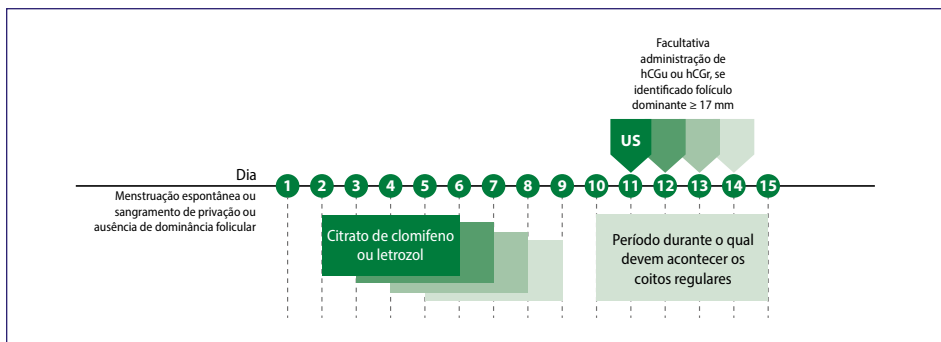 Facultativa
administração de
hCGu ou hCGr, se
identificado folículo
dominante ≥ 17 mm
US
Dia
1 2 3 4 5 6 7 8 9 10 11 12 13 14 15
Menstruação espontânea ou
sangramento de privação ou
ausência de dominância folicular
Citrato de clomifeno
ou letrozol
Período durante o qual
devem acontecer os
coitos regulares